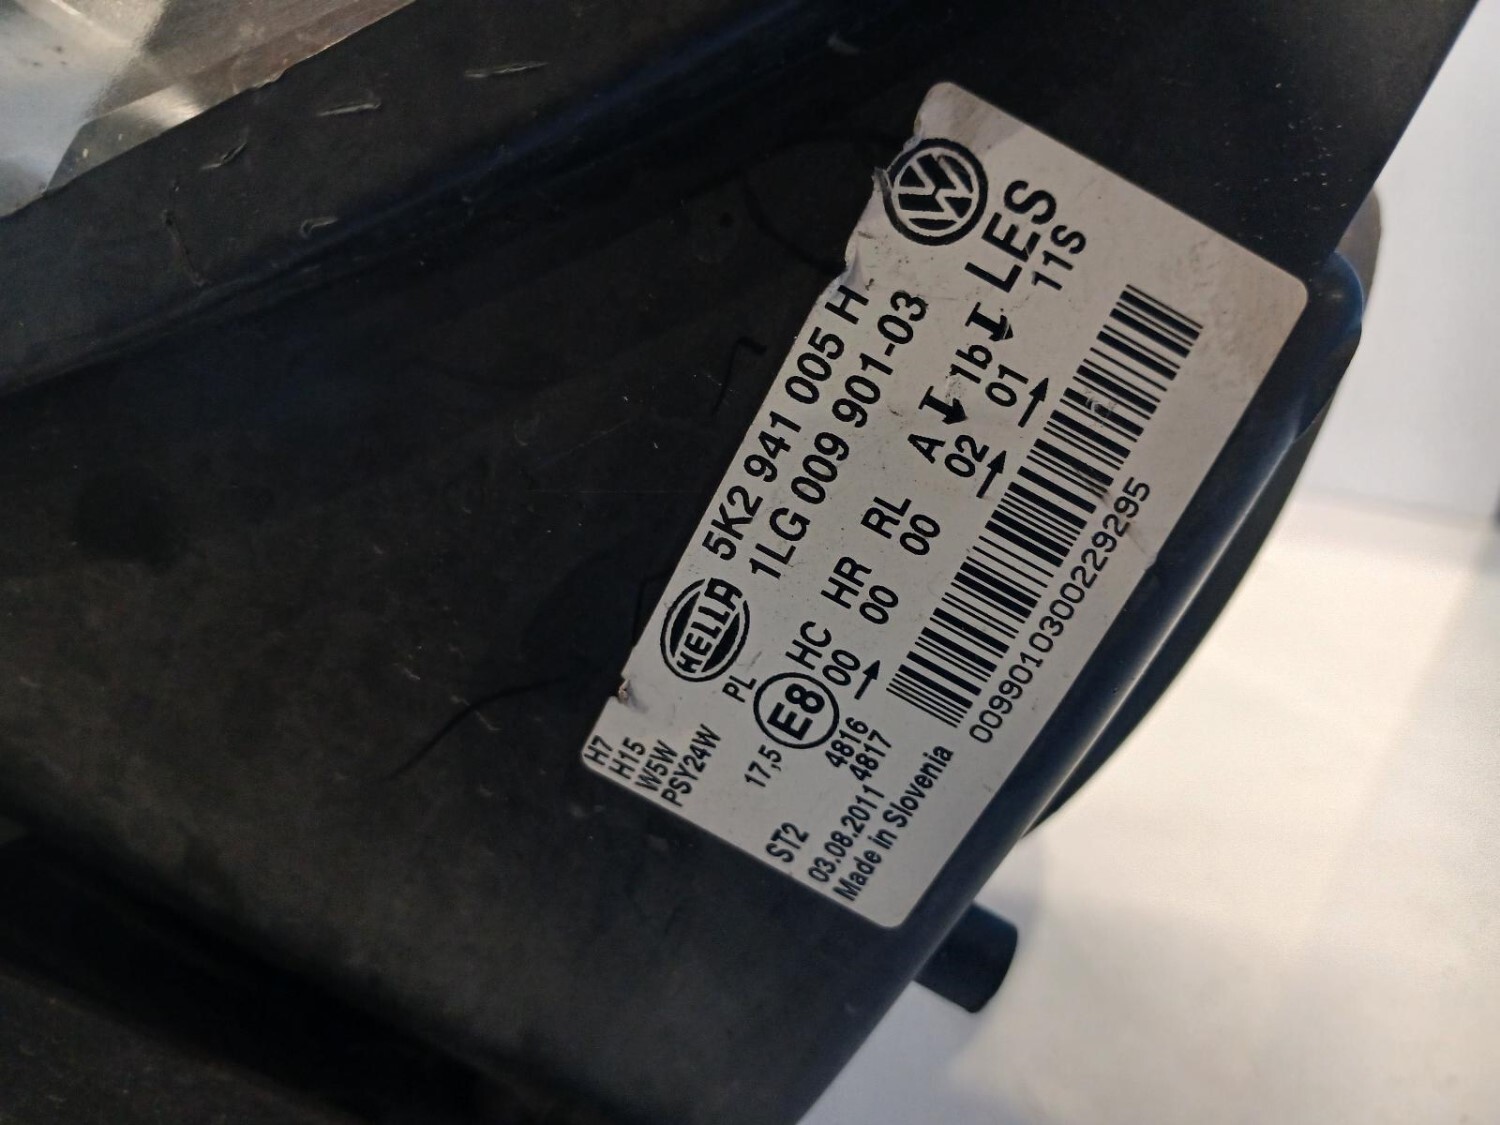 5K2 941 005 H
1LG 009 901-03
LES
11S
HELLA
H7
H15
W5W
PSY24W
PL
E8
HC HR RL A 1b
00 00 00 02 01
17,5
4816
4817
ST2
03.08.2011
Made in Slovenia
0099010300229295